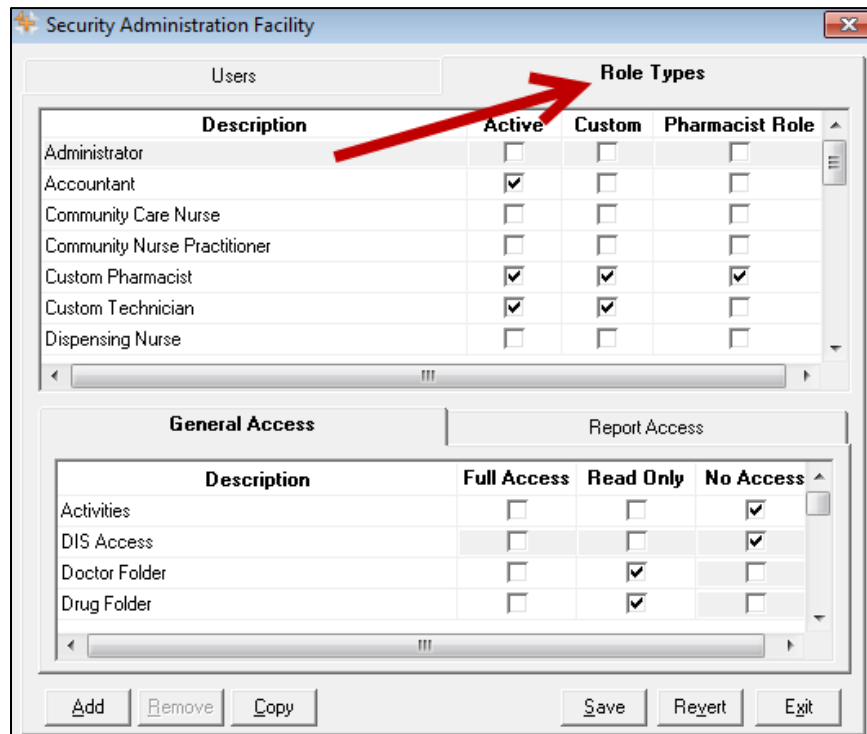 Security Administration Facility
Users Role Types
Description Active Custom Pharmacist Role
Administrator
Accountant
Community Care Nurse
Community Nurse Practitioner
Custom Pharmacist
Custom Technician
Dispensing Nurse
General Access Report Access
Description Full Access Read Only No Access
Activities
DIS Access
Doctor Folder
Drug Folder
Add Remove Copy Save Revert Exit